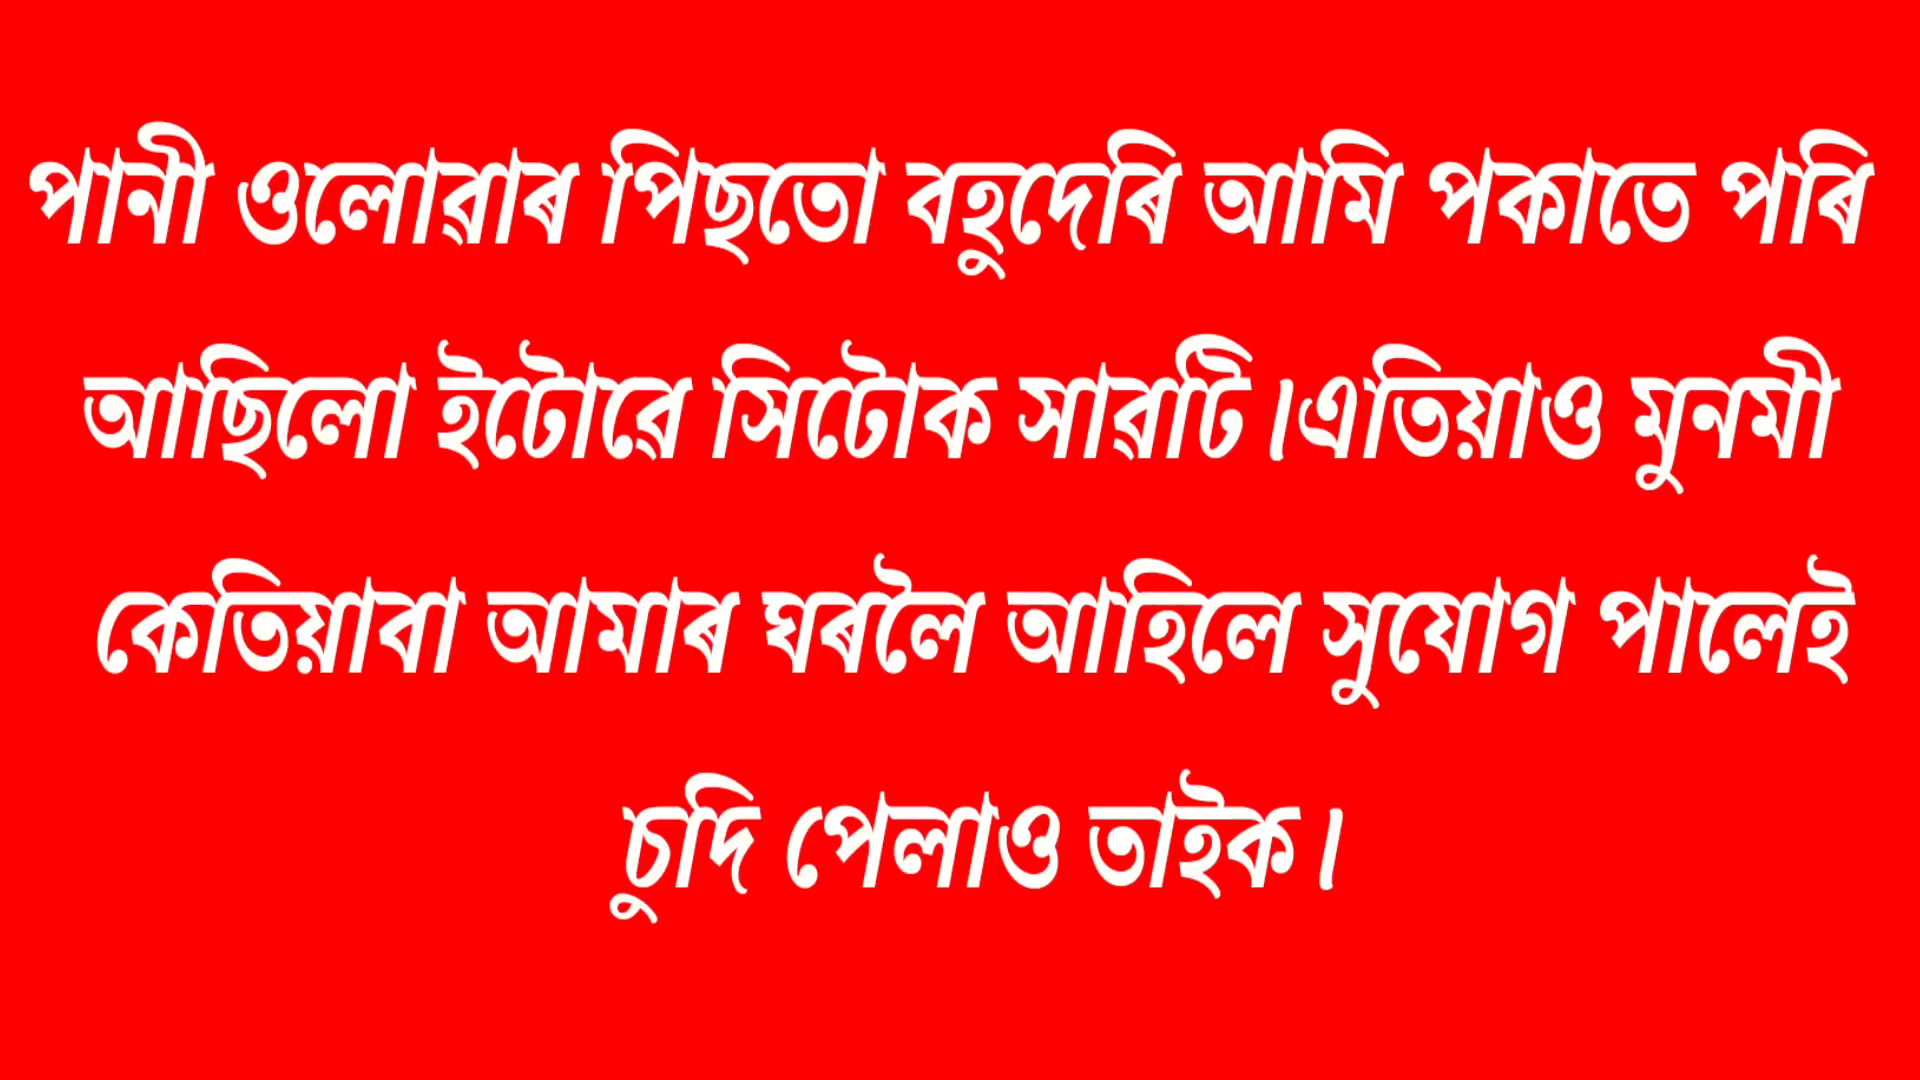 পানী ওলোৱাৰ পিছতো বহুদেৰি আমি পকাতে পৰি
আছিলো ইটোৱে সিটোক সাৱটি।এতিয়াও মুনমী
কেতিয়াবা আমাৰ ঘৰলৈ আহিলে সুযোগ পালেই
চুদি পেলাও তাইক।